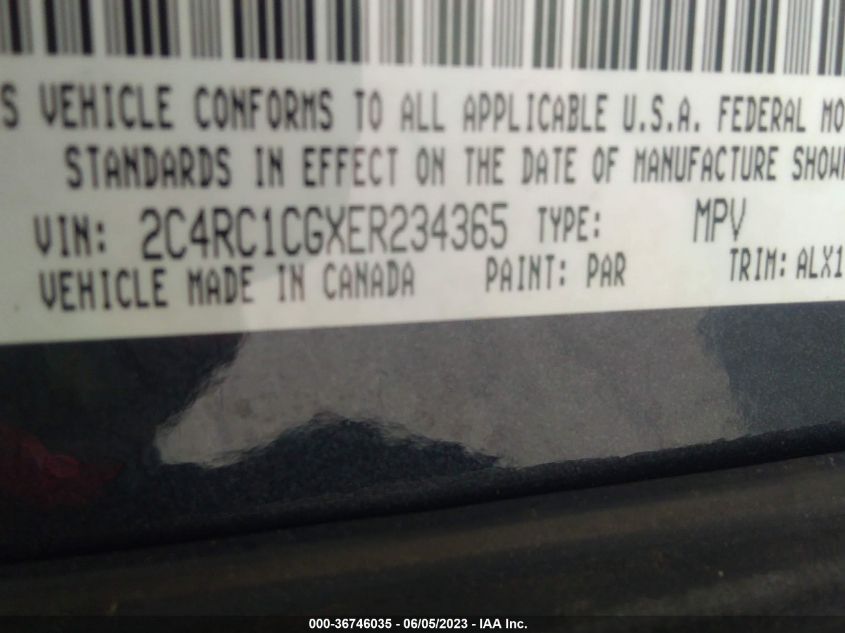 S VEHICLE CONFORMS TO ALL APPLICABLE U.S.A. FEDERAL MO
STANDARDS IN EFFECT ON THE DATE OF MANUFACTURE SHOWN
VIN: 2C4RC1CGXER234365 TYPE: MPV
VEHICLE MADE IN CANADA PAINT: PAR TRIM: ALX1
000-36746035 - 06/05/2023 - IAA Inc.